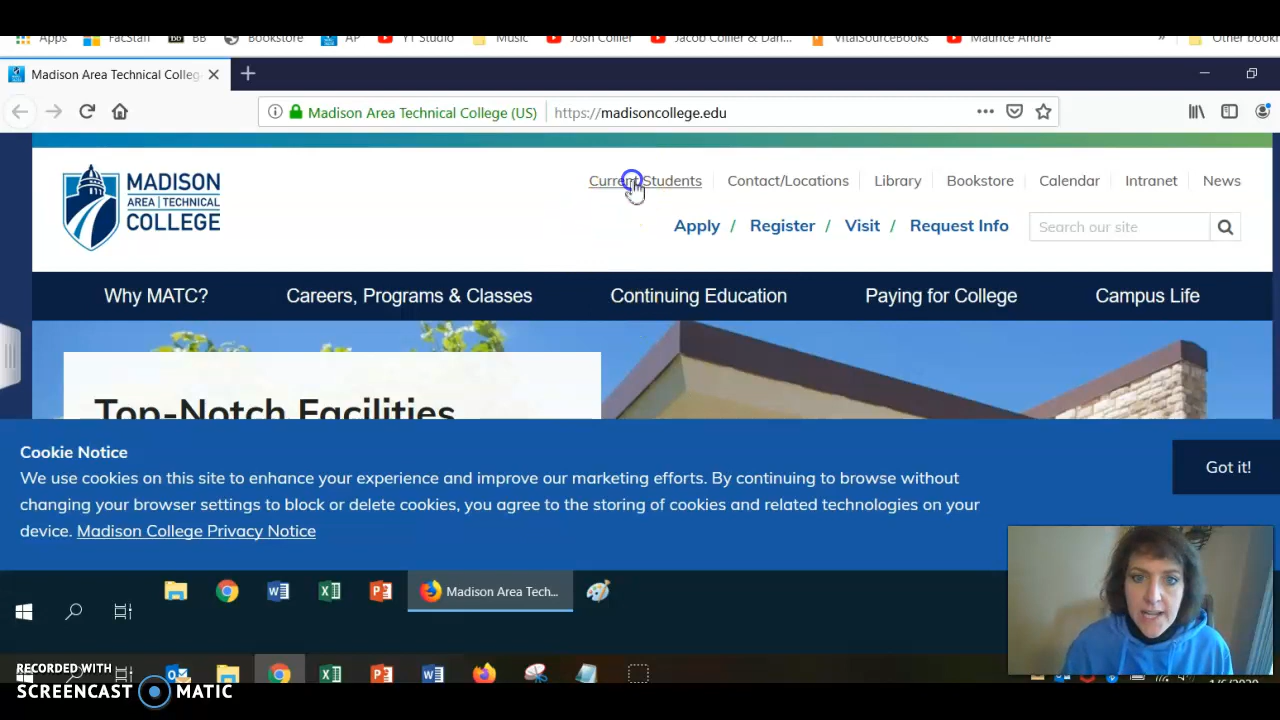 Apps FacStaff BB Bookstore AP YT Studio Music Josh Collier Jacob Collier & Dan... VitalSourceBooks Maurice Andre » Other book
Madison Area Technical Colleg
Madison Area Technical College (US) https://madisoncollege.edu
MADISON
AREA | TECHNICAL
COLLEGE
Current Students Contact/Locations Library Bookstore Calendar Intranet News
Apply / Register / Visit / Request Info Search our site
Why MATC? Careers, Programs & Classes Continuing Education Paying for College Campus Life
Top-Notch Facilities
Cookie Notice
We use cookies on this site to enhance your experience and improve our marketing efforts. By continuing to browse without
changing your browser settings to block or delete cookies, you agree to the storing of cookies and related technologies on your
device. Madison College Privacy Notice
Got it!
Madison Area Tech...
RECORDED WITH
SCREENCAST MATIC